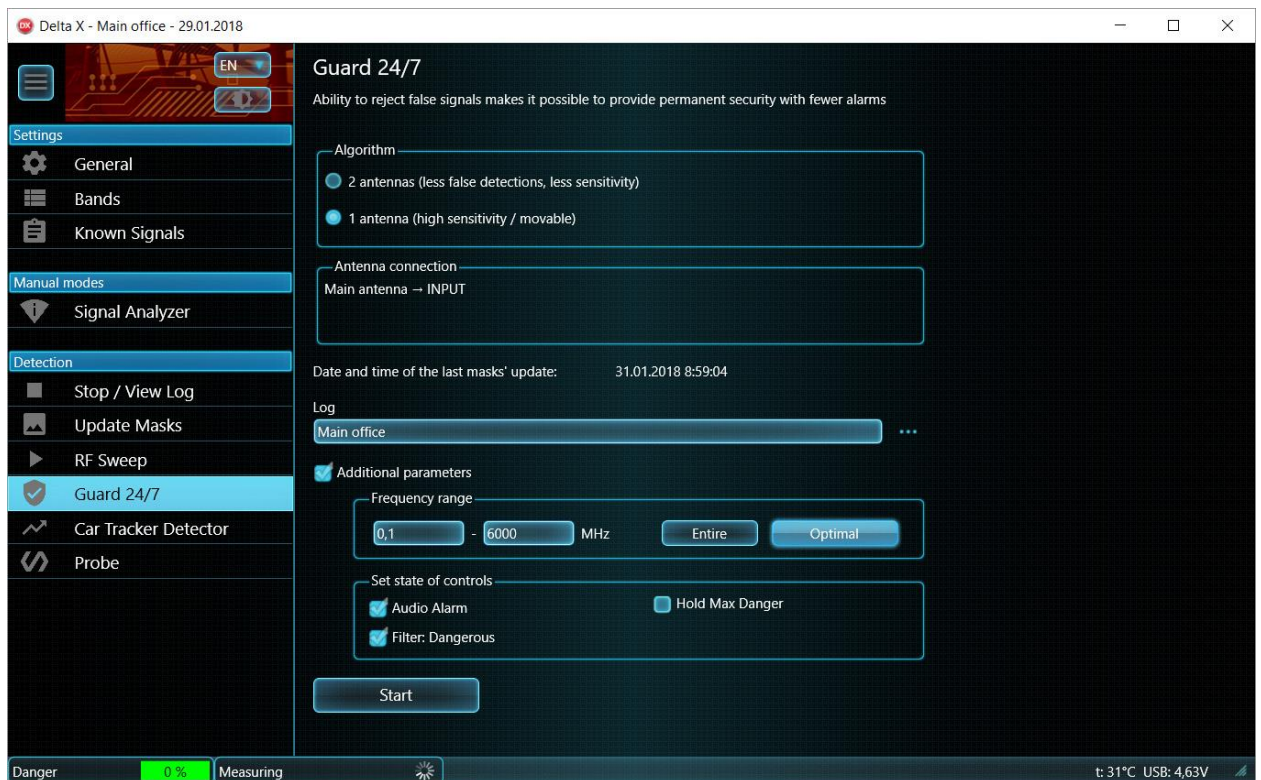 DX Delta X - Main office - 29.01.2018
EN
Settings
General
Bands
Known Signals
Manual modes
Signal Analyzer
Detection
Stop / View Log
Update Masks
RF Sweep
Guard 24/7
Car Tracker Detector
Probe
Guard 24/7
Ability to reject false signals makes it possible to provide permanent security with fewer alarms
Algorithm
2 antennas (less false detections, less sensitivity)
1 antenna (high sensitivity / movable)
Antenna connection
Main antenna → INPUT
Date and time of the last masks' update: 31.01.2018 8:59:04
Log
Main office ...
Additional parameters
Frequency range
0,1 - 6000 MHz Entire Optimal
Set state of controls
Audio Alarm Hold Max Danger
Filter: Dangerous
Start
Danger 0 % Measuring t: 31°C USB: 4,63V